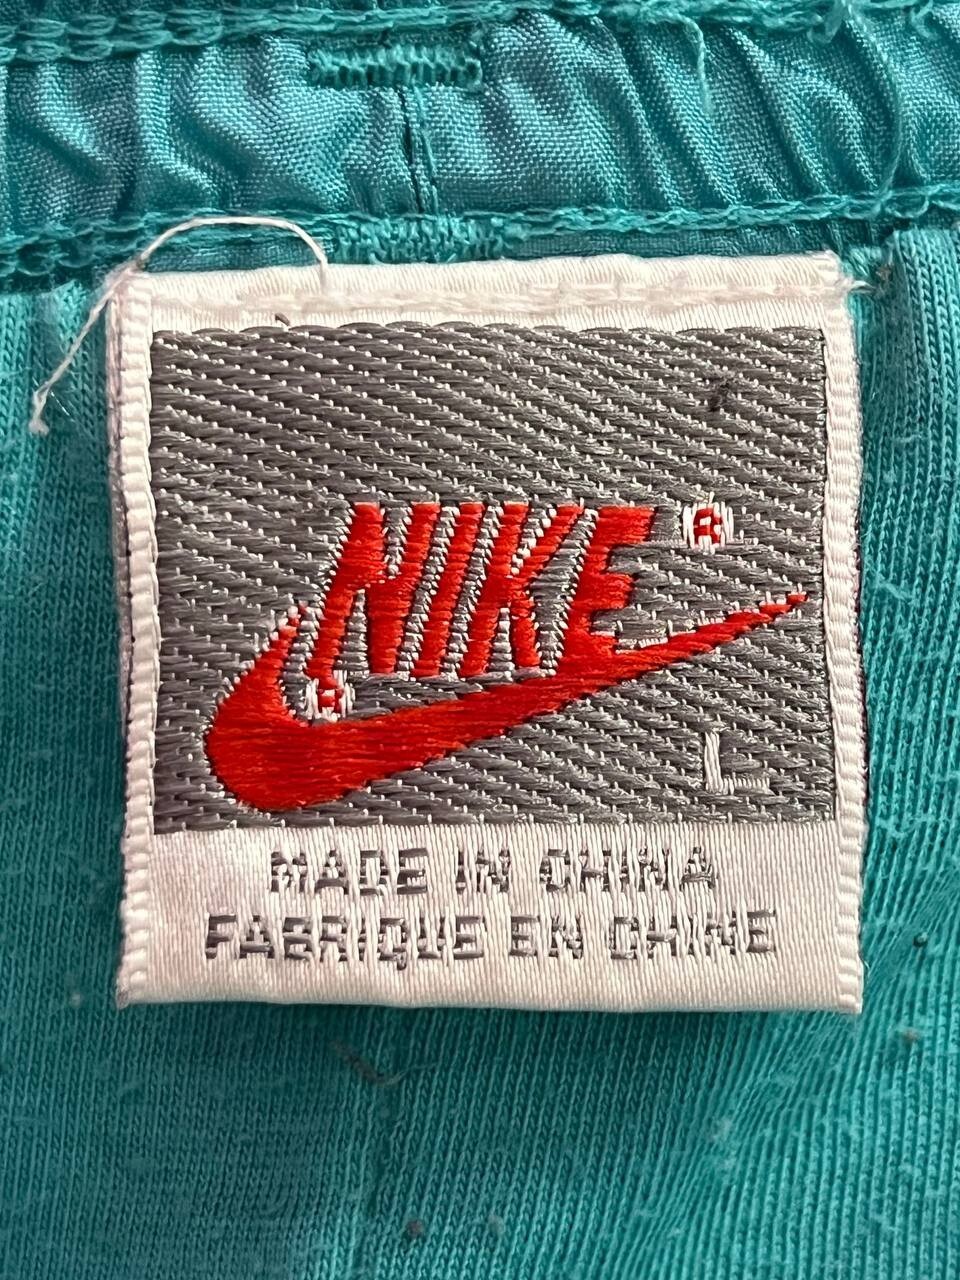 NIKE ®
®
L
MADE IN CHINA
FABRIQUE EN CHINE